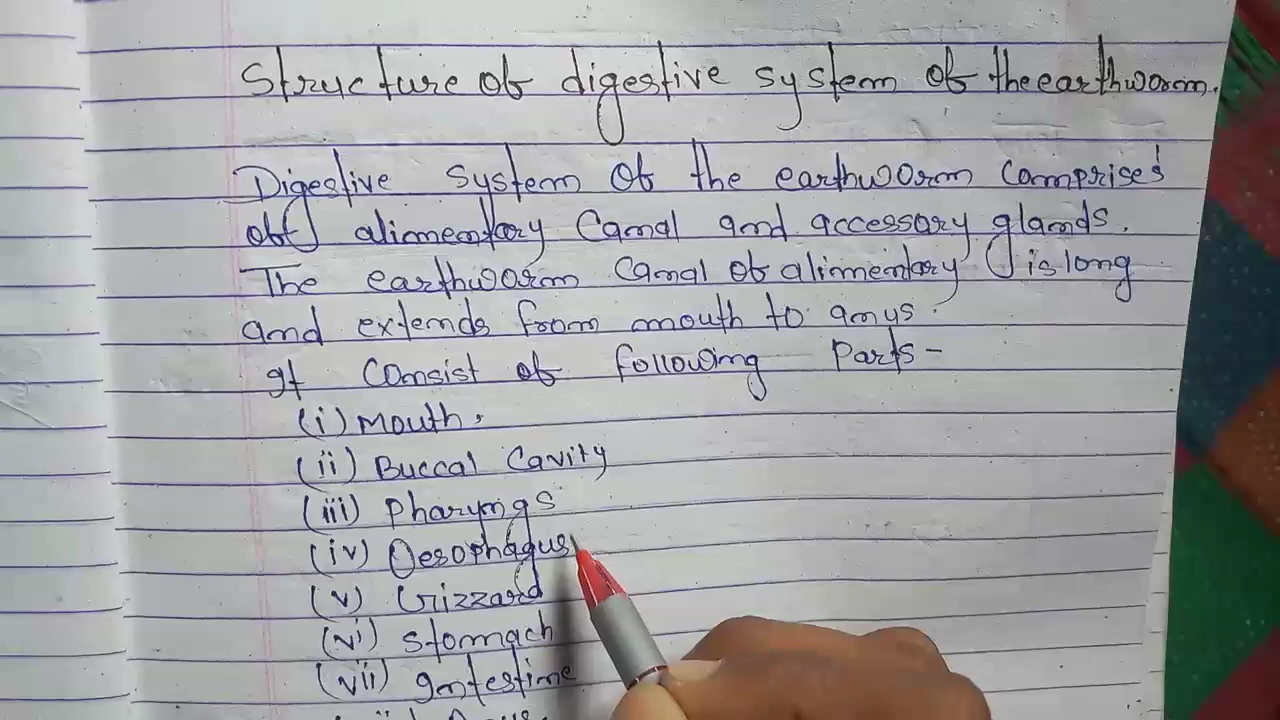 Structure of digestive system of the earthworm.
Digestive system of the earthworm comprises
of alimentary canal and accessory glands.
The earthworm canal of alimentary is long
and extends from mouth to anys.
It consist of following parts-
(i) Mouth,
(ii) Buccal Cavity
(iii) Pharyngs
(iv) Oesophagus
(v) Gizzard
(vi) Stomach
(vii) Intestine